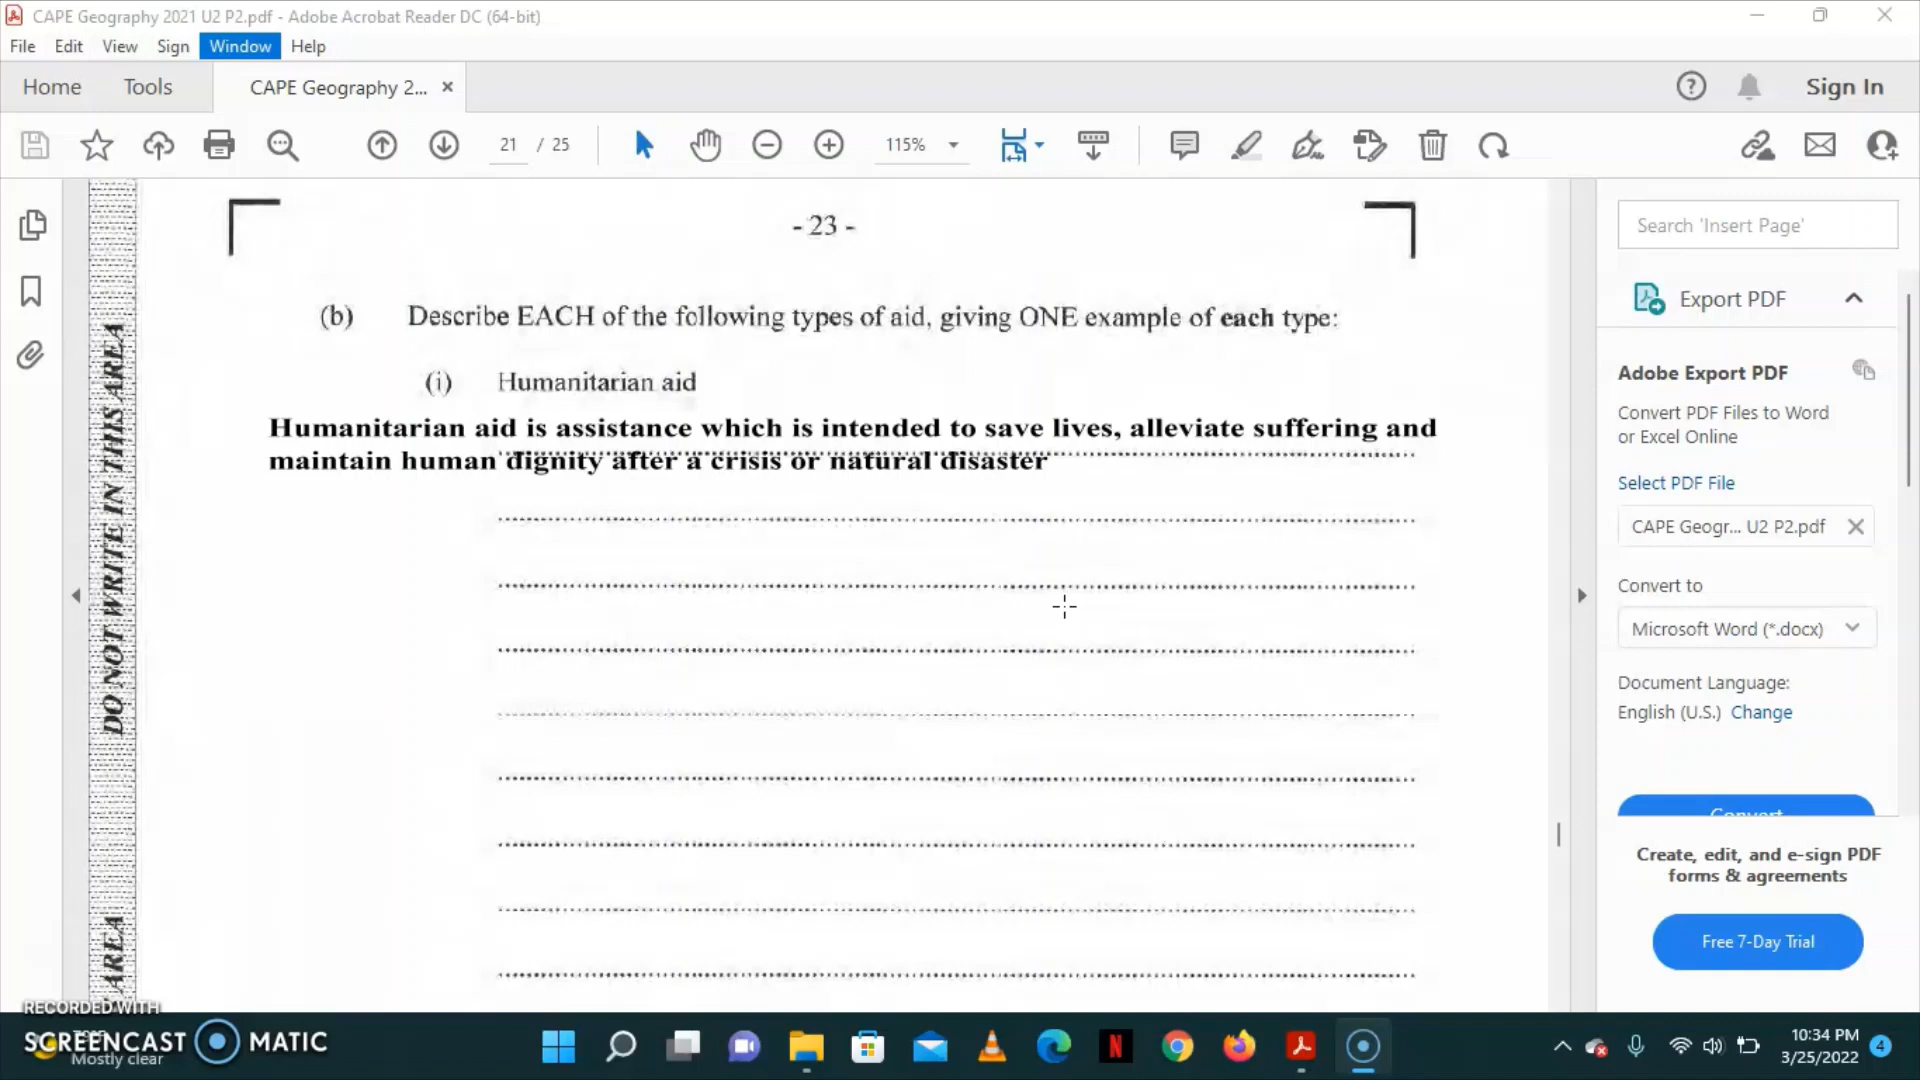 CAPE Geography 2021 U2 P2.pdf - Adobe Acrobat Reader DC (64-bit)
File Edit View Sign Window Help
Home Tools CAPE Geography 2... Sign In
21 / 25 115%
- 23 -
(b) Describe EACH of the following types of aid, giving ONE example of each type:
(i) Humanitarian aid
Humanitarian aid is assistance which is intended to save lives, alleviate suffering and
maintain human dignity after a crisis or natural disaster
DO NOT WRITE IN THIS AREA
AREA
Search 'Insert Page'
Export PDF
Adobe Export PDF
Convert PDF Files to Word
or Excel Online
Select PDF File
CAPE Geogr... U2 P2.pdf
Convert to
Microsoft Word (*.docx)
Document Language:
English (U.S.) Change
Convert
Create, edit, and e-sign PDF
forms & agreements
Free 7-Day Trial
RECORDED WITH
SCREENCAST MATIC
Mostly clear
10:34 PM
3/25/2022
4